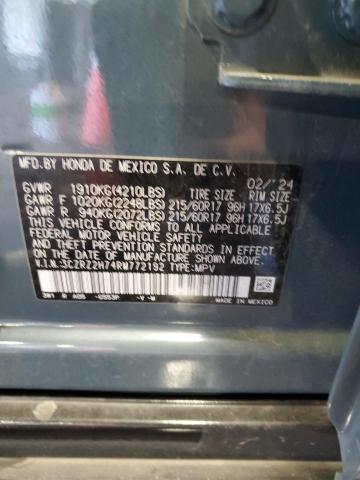 MFD.BY HONDA DE MEXICO S.A. DE C.V.
02/'24
GVWR 1910KG(4210LBS) TIRE SIZE RIM SIZE
GAWR F 1020KG(2248LBS) 215/60R17 96H 17X6.5J
GAWR R 940KG(2072LBS) 215/60R17 96H 17X6.5J
THIS VEHICLE CONFORMS TO ALL APPLICABLE
FEDERAL MOTOR VEHICLE SAFETY AND
THEFT PREVENTION STANDARDS IN EFFECT
ON THE DATE OF MANUFACTURE SHOWN ABOVE.
V.I.N.:3CZRZ2H74RM772192 TYPE:MPV
3W1 -V -W
MADE IN MEXICO